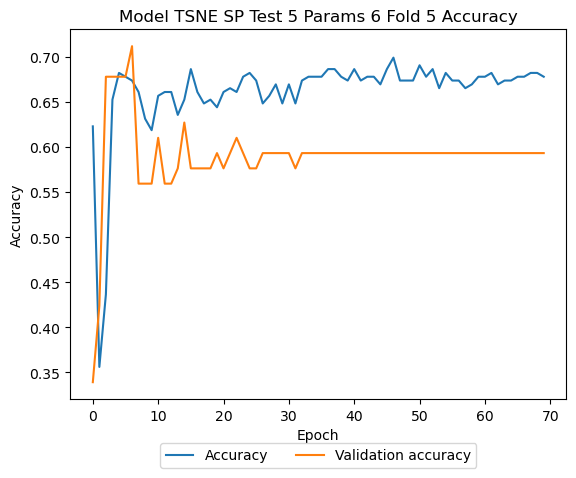 Model TSNE SP Test 5 Params 6 Fold 5 Accuracy
0.70
0.65
0.60
0.55
0.50
0.45
0.40
0.35
Accuracy
0 10 20 30 40 50 60 70
Epoch
Accuracy Validation accuracy